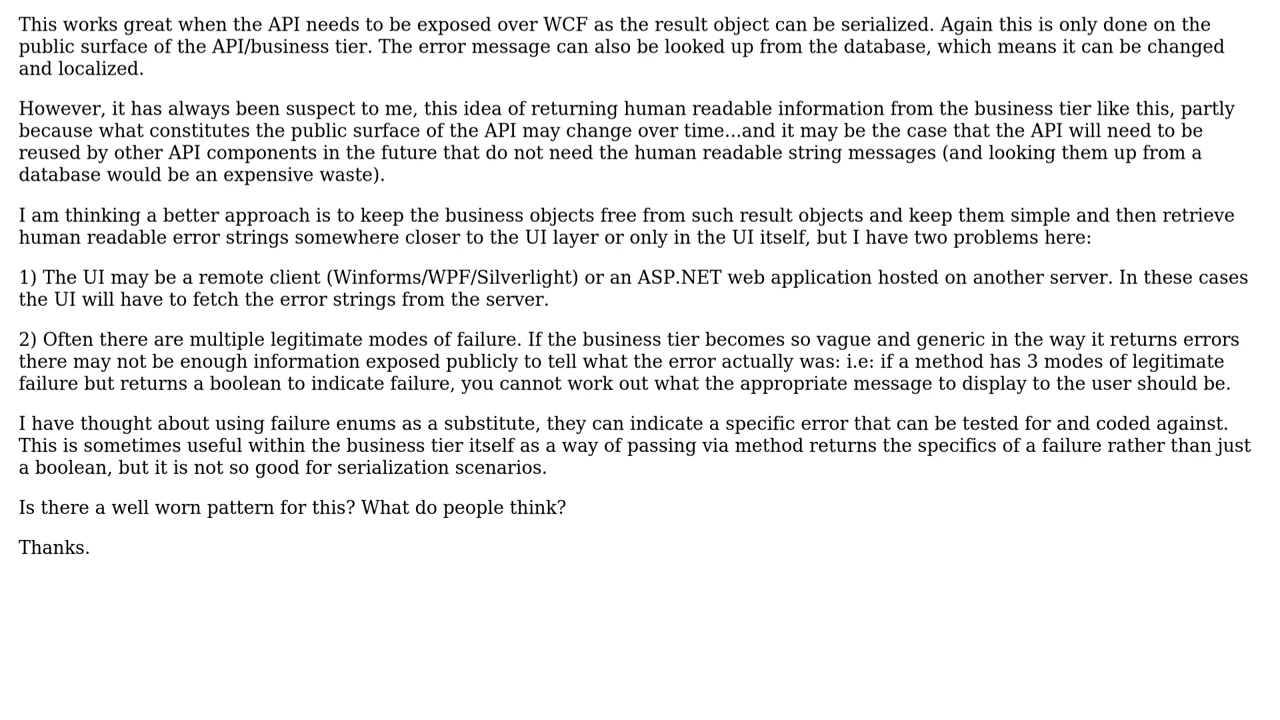 This works great when the API needs to be exposed over WCF as the result object can be serialized. Again this is only done on the
public surface of the API/business tier. The error message can also be looked up from the database, which means it can be changed
and localized.
However, it has always been suspect to me, this idea of returning human readable information from the business tier like this, partly
because what constitutes the public surface of the API may change over time...and it may be the case that the API will need to be
reused by other API components in the future that do not need the human readable string messages (and looking them up from a
database would be an expensive waste).
I am thinking a better approach is to keep the business objects free from such result objects and keep them simple and then retrieve
human readable error strings somewhere closer to the UI layer or only in the UI itself, but I have two problems here:
1) The UI may be a remote client (Winforms/WPF/Silverlight) or an ASP.NET web application hosted on another server. In these cases
the UI will have to fetch the error strings from the server.
2) Often there are multiple legitimate modes of failure. If the business tier becomes so vague and generic in the way it returns errors
there may not be enough information exposed publicly to tell what the error actually was: i.e: if a method has 3 modes of legitimate
failure but returns a boolean to indicate failure, you cannot work out what the appropriate message to display to the user should be.
I have thought about using failure enums as a substitute, they can indicate a specific error that can be tested for and coded against.
This is sometimes useful within the business tier itself as a way of passing via method returns the specifics of a failure rather than just
a boolean, but it is not so good for serialization scenarios.
Is there a well worn pattern for this? What do people think?
Thanks.